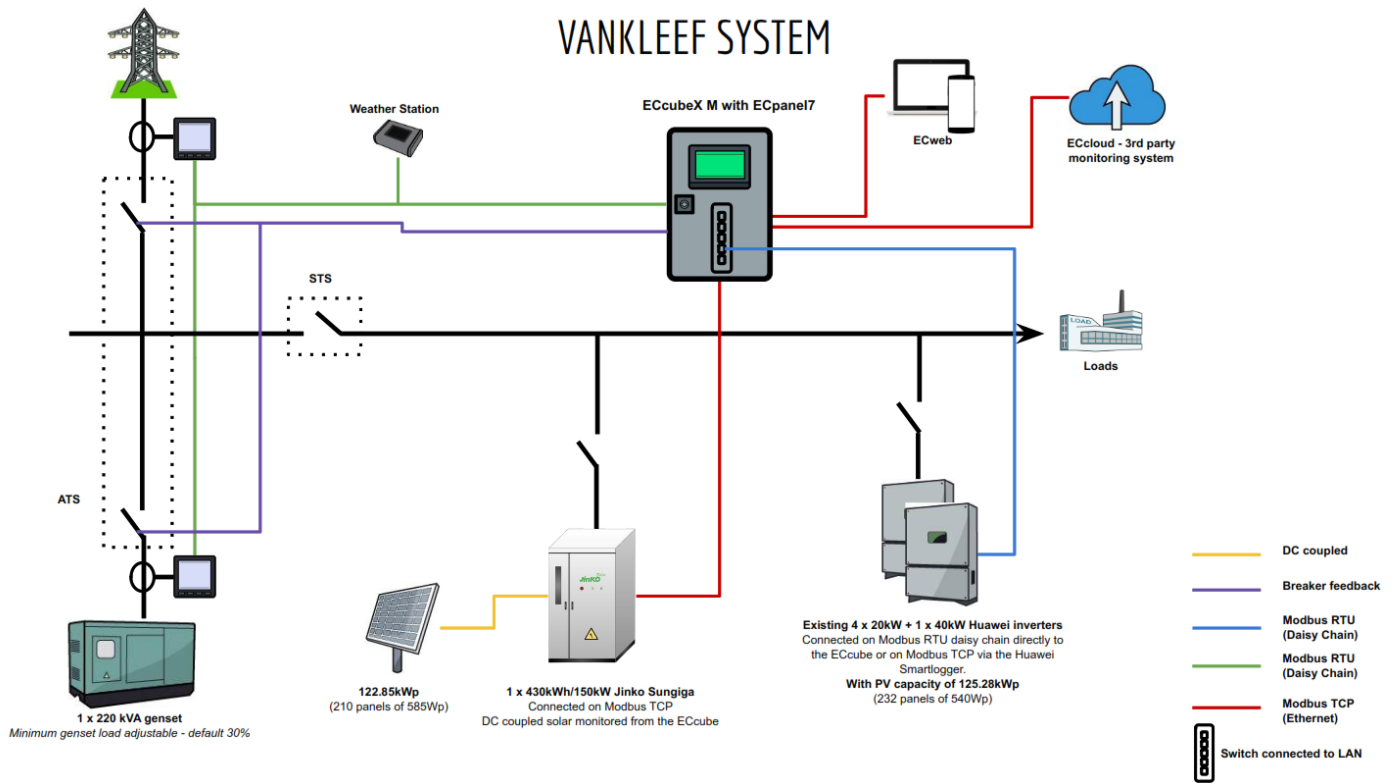 VANKLEEF SYSTEM
Weather Station
ECcubeX M with ECpanel7
ECweb
ECcloud - 3rd party
monitoring system
STS
LOAD
Loads
ATS
JinKO
1 x 220 kVA genset
Minimum genset load adjustable - default 30%
122.85kWp
(210 panels of 585Wp)
1 x 430kWh/150kW Jinko Sungiga
Connected on Modbus TCP
DC coupled solar monitored from the ECcube
Existing 4 x 20kW + 1 x 40kW Huawei inverters
Connected on Modbus RTU daisy chain directly to
the ECcube or on Modbus TCP via the Huawei
Smartlogger.
With PV capacity of 125.28kWp
(232 panels of 540Wp)
DC coupled
Breaker feedback
Modbus RTU
(Daisy Chain)
Modbus RTU
(Daisy Chain)
Modbus TCP
(Ethernet)
Switch connected to LAN